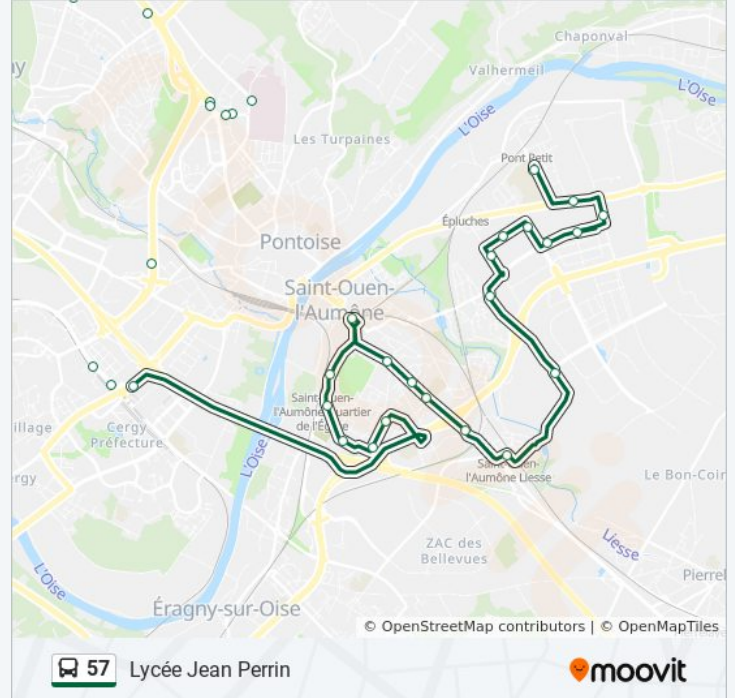 Chaponval
Valhermeil
L'Oise
L'Oise
Les Turpaines
Pont Petit
Épluches
Pontoise
Saint-Ouen-
l'Aumône
Saint-Ouen-
l'Aumône Quartier
de l'Église
Cergy
Préfecture
illage
rgy
L'Oise
Saint-Ouen-
l'Aumône Liesse
Le Bon-Coin
ZAC des
Bellevues
Liesse
Pierrel
L'Oise
Éragny-sur-Oise
© OpenStreetMap contributors | © OpenMapTiles
57 Lycée Jean Perrin
moovit